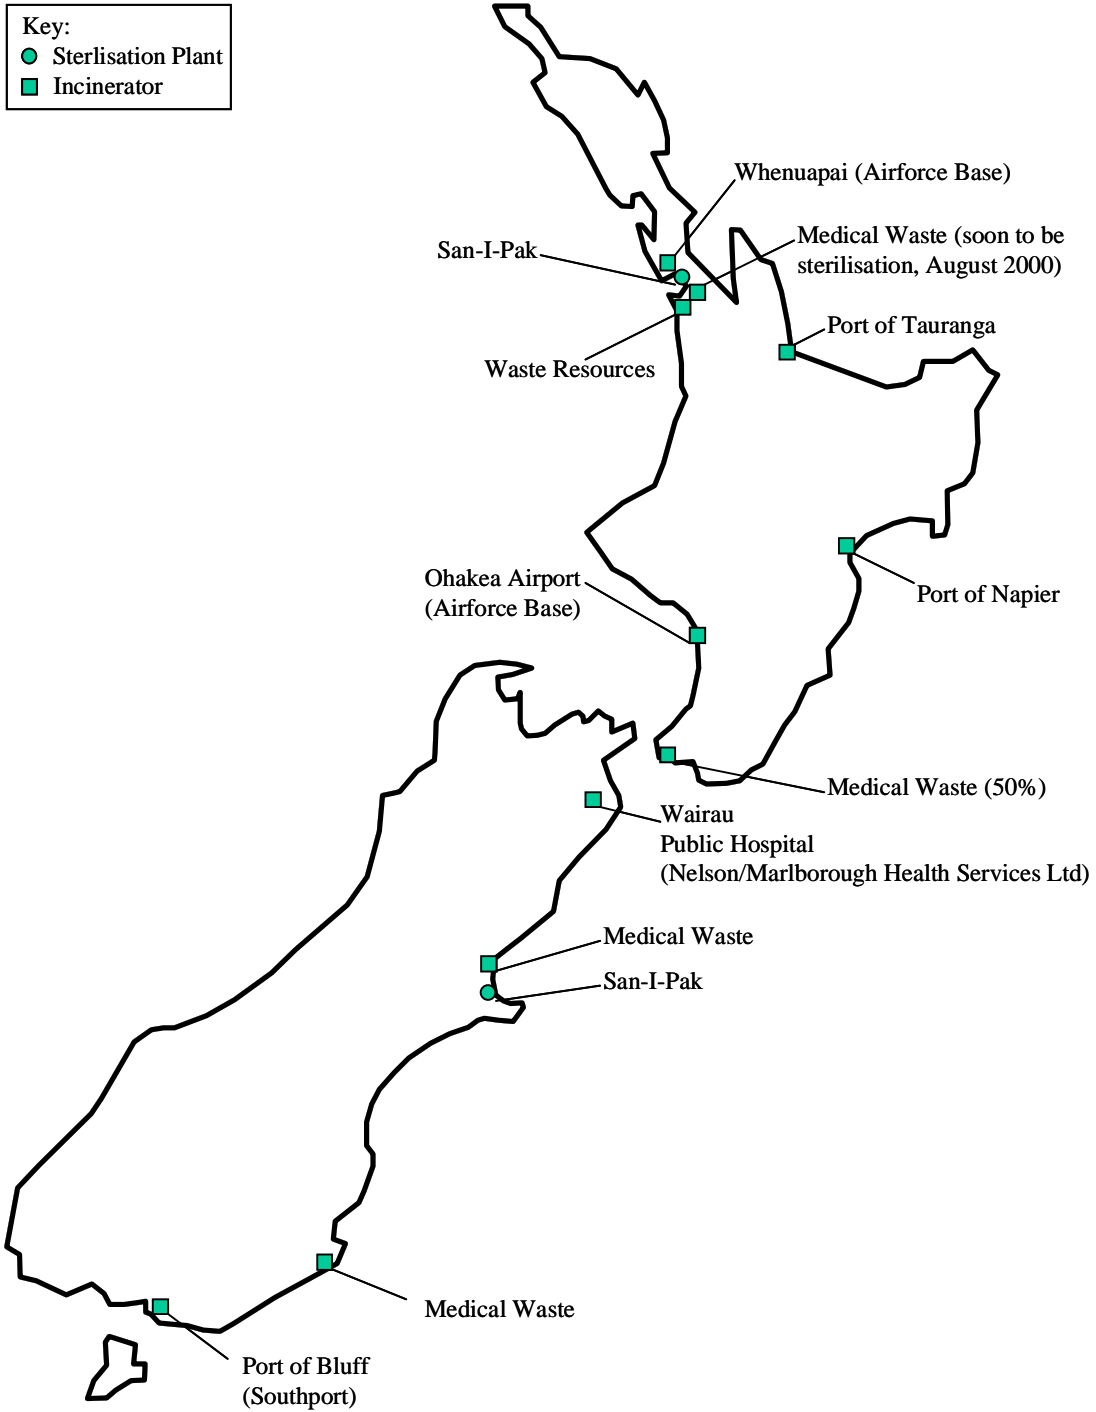 Key:
Sterlisation Plant
Incinerator
Whenuapai (Airforce Base)
San-I-Pak
Medical Waste (soon to be
sterilisation, August 2000)
Port of Tauranga
Waste Resources
Ohakea Airport
(Airforce Base)
Port of Napier
Medical Waste (50%)
Wairau
Public Hospital
(Nelson/Marlborough Health Services Ltd)
Medical Waste
San-I-Pak
Medical Waste
Port of Bluff
(Southport)